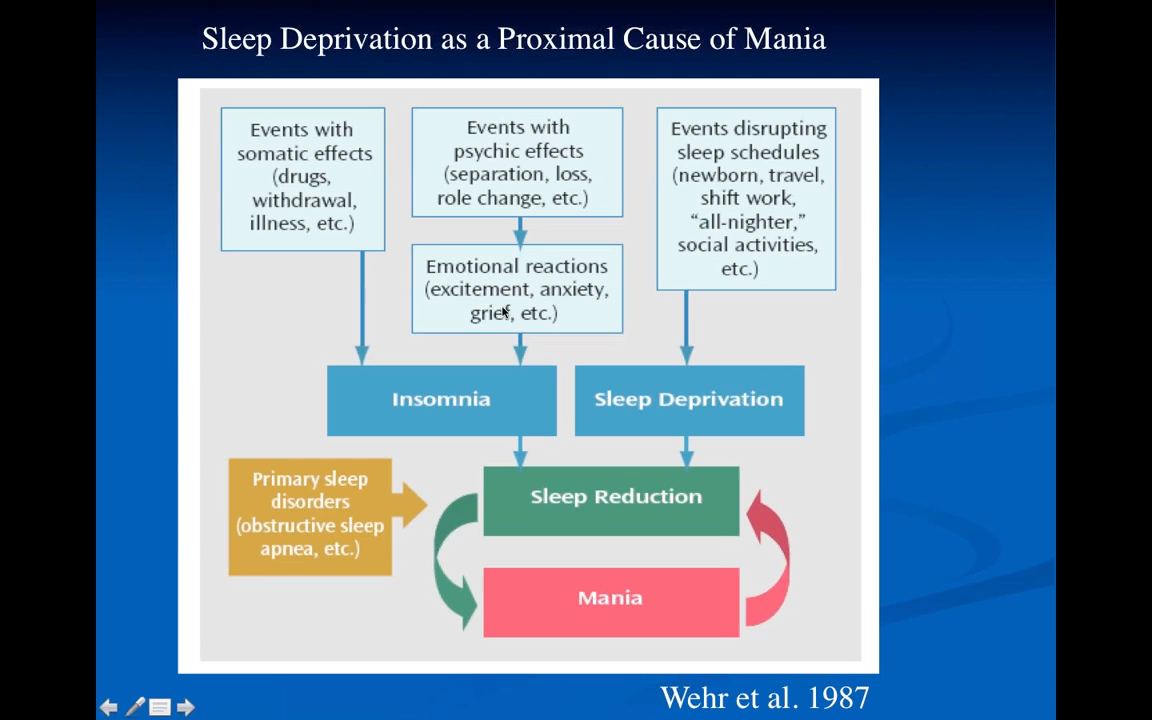 Sleep Deprivation as a Proximal Cause of Mania
Events with
somatic effects
(drugs,
withdrawal,
illness, etc.)
Events with
psychic effects
(separation, loss,
role change, etc.)
Events disrupting
sleep schedules
(newborn, travel,
shift work,
“all-nighter,”
social activities,
etc.)
Emotional reactions
(excitement, anxiety,
grief, etc.)
Insomnia
Sleep Deprivation
Primary sleep
disorders
(obstructive sleep
apnea, etc.)
Sleep Reduction
Mania
Wehr et al. 1987